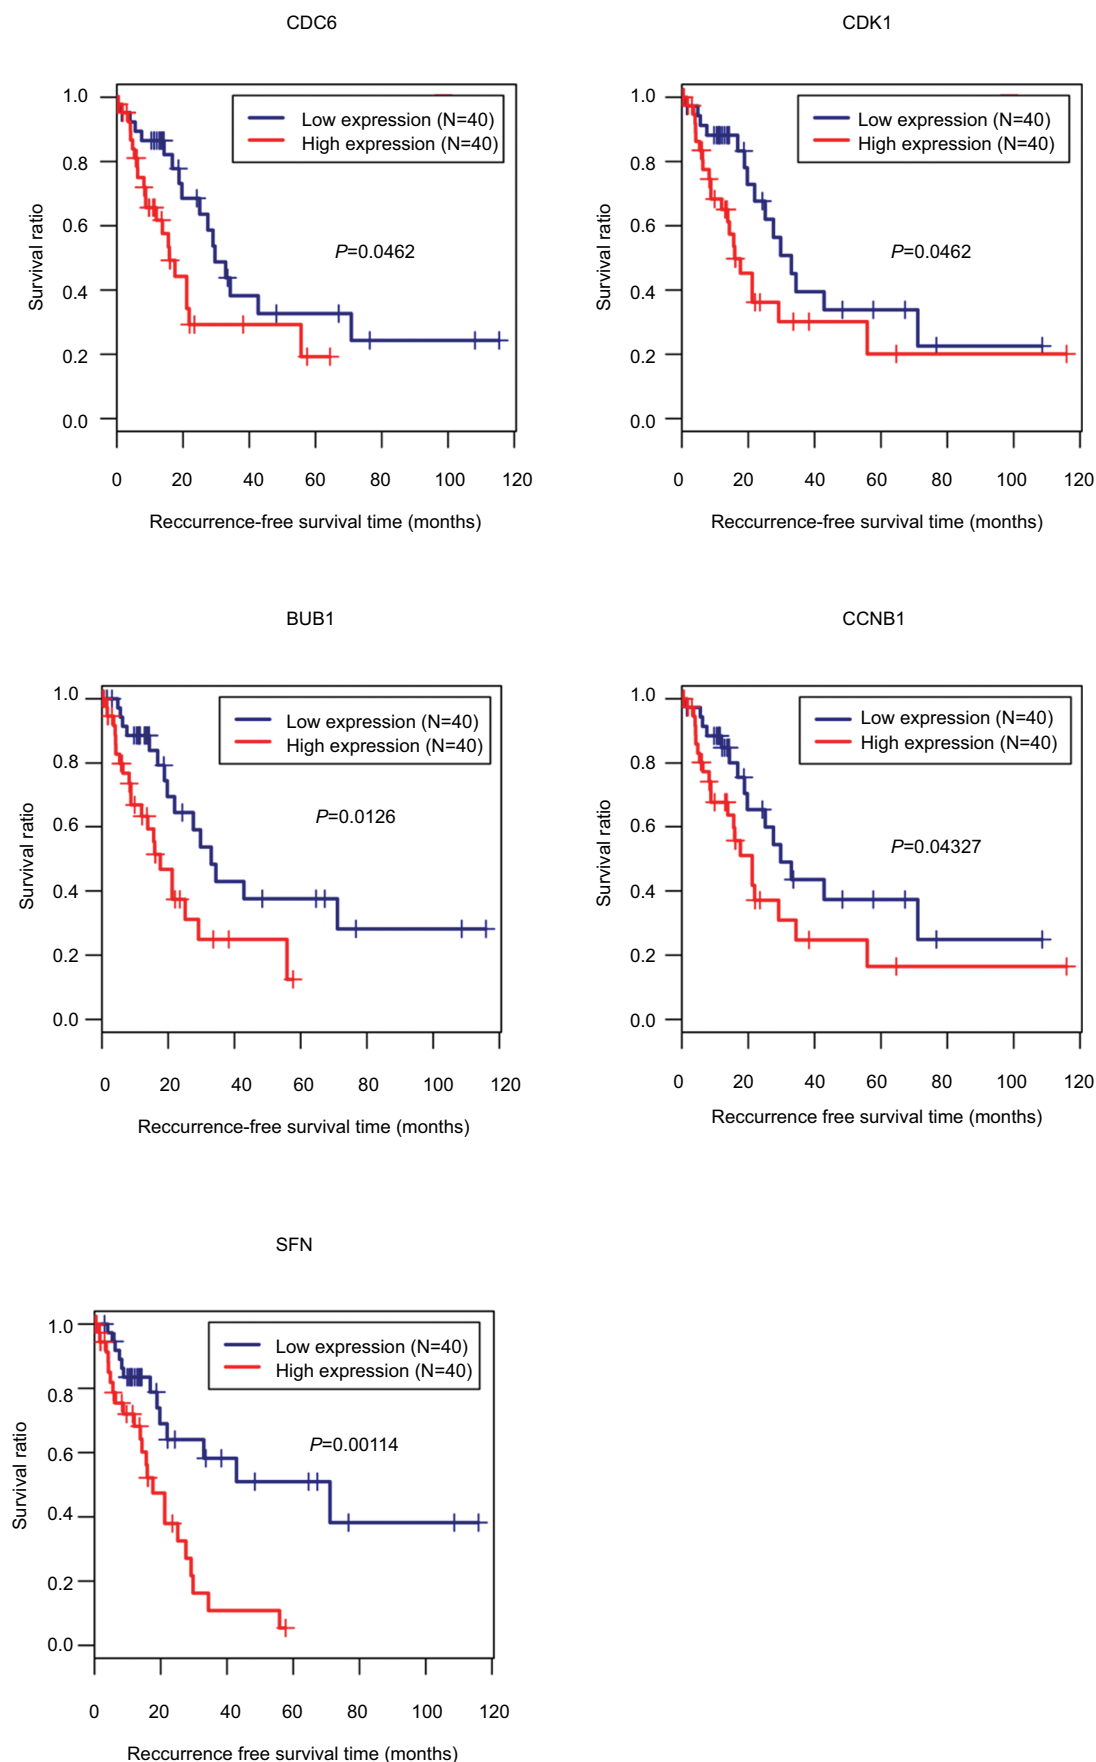 CDC6
CDK1
1.0
0.8
0.6
0.4
0.2
0.0
Survival ratio
Low expression (N=40)
High expression (N=40)
P=0.0462
0 20 40 60 80 100 120
Reccurrence-free survival time (months)
1.0
0.8
0.6
0.4
0.2
0.0
Survival ratio
Low expression (N=40)
High expression (N=40)
P=0.0462
0 20 40 60 80 100 120
Reccurrence-free survival time (months)
BUB1
CCNB1
1.0
0.8
0.6
0.4
0.2
0.0
Survival ratio
Low expression (N=40)
High expression (N=40)
P=0.0126
0 20 40 60 80 100 120
Reccurrence-free survival time (months)
1.0
0.8
0.6
0.4
0.2
0.0
Survival ratio
Low expression (N=40)
High expression (N=40)
P=0.04327
0 20 40 60 80 100 120
Reccurrence free survival time (months)
SFN
1.0
0.8
0.6
0.4
0.2
0.0
Survival ratio
Low expression (N=40)
High expression (N=40)
P=0.00114
0 20 40 60 80 100 120
Reccurrence free survival time (months)